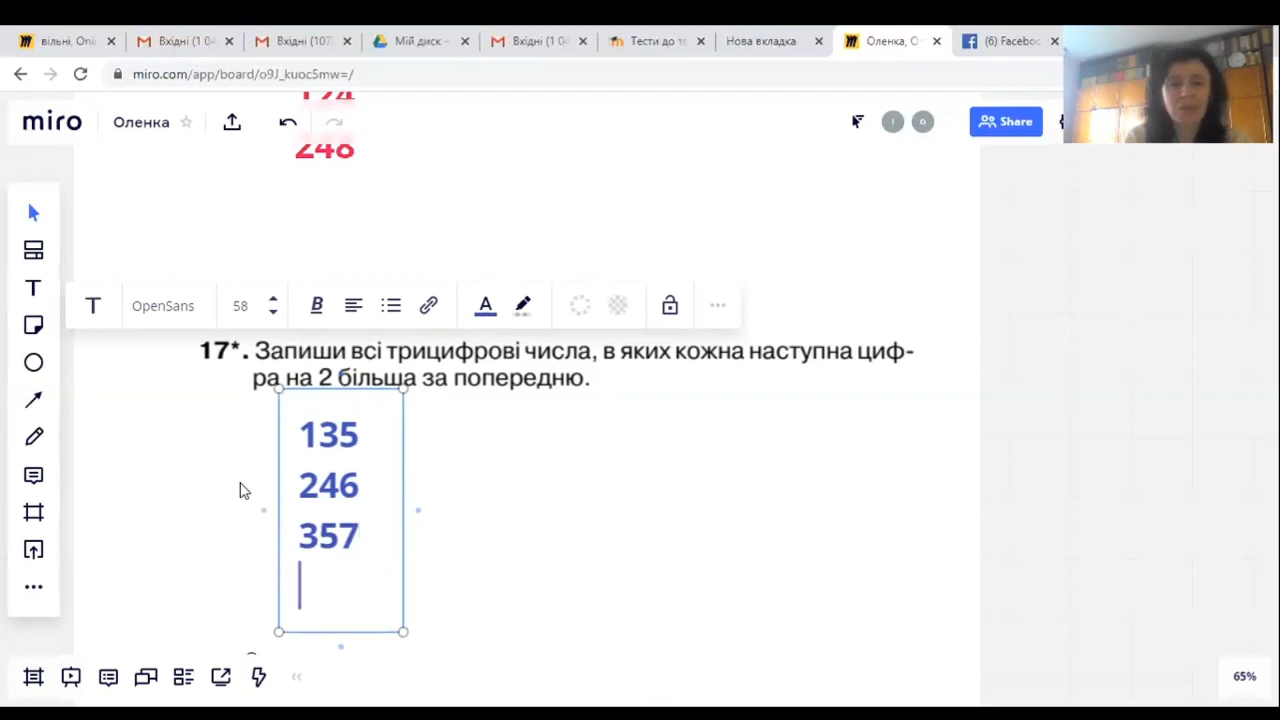 вільні, Onl
Вхідні (1 04
Вхідні (107
Мій диск –
Вхідні (1 04
Тести до те
Нова вкладка
Оленка, O
(6) Faceboo
miro.com/app/board/o9J_kuoc5mw=/
124
miro
Оленка
Share
248
OpenSans
58
17*. Запиши всі трицифрові числа, в яких кожна наступна циф-
ра на 2 більша за попередню.
135
246
357
65%